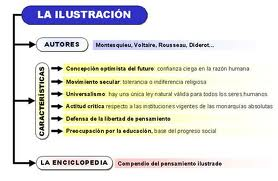 LA ILUSTRACIÓN
AUTORES
Montesquieu, Voltaire, Rousseau, Diderot...
CARACTERÍSTICAS
Concepción optimista del future: confianza ciega en la razón humana
Movimiento secular: tolerancia o indiferencia religiosa
Universalismo: hay una única ley natural válida para todos los seres humanos.
Actitud crítica respecto a las instituciones vigentes de las monarquías absolutas
Defensa de la libertad de pensamiento
Preocupación por la educación, base del progreso social
LA ENCICLOPEDIA
Compendio del pensamiento ilustrado